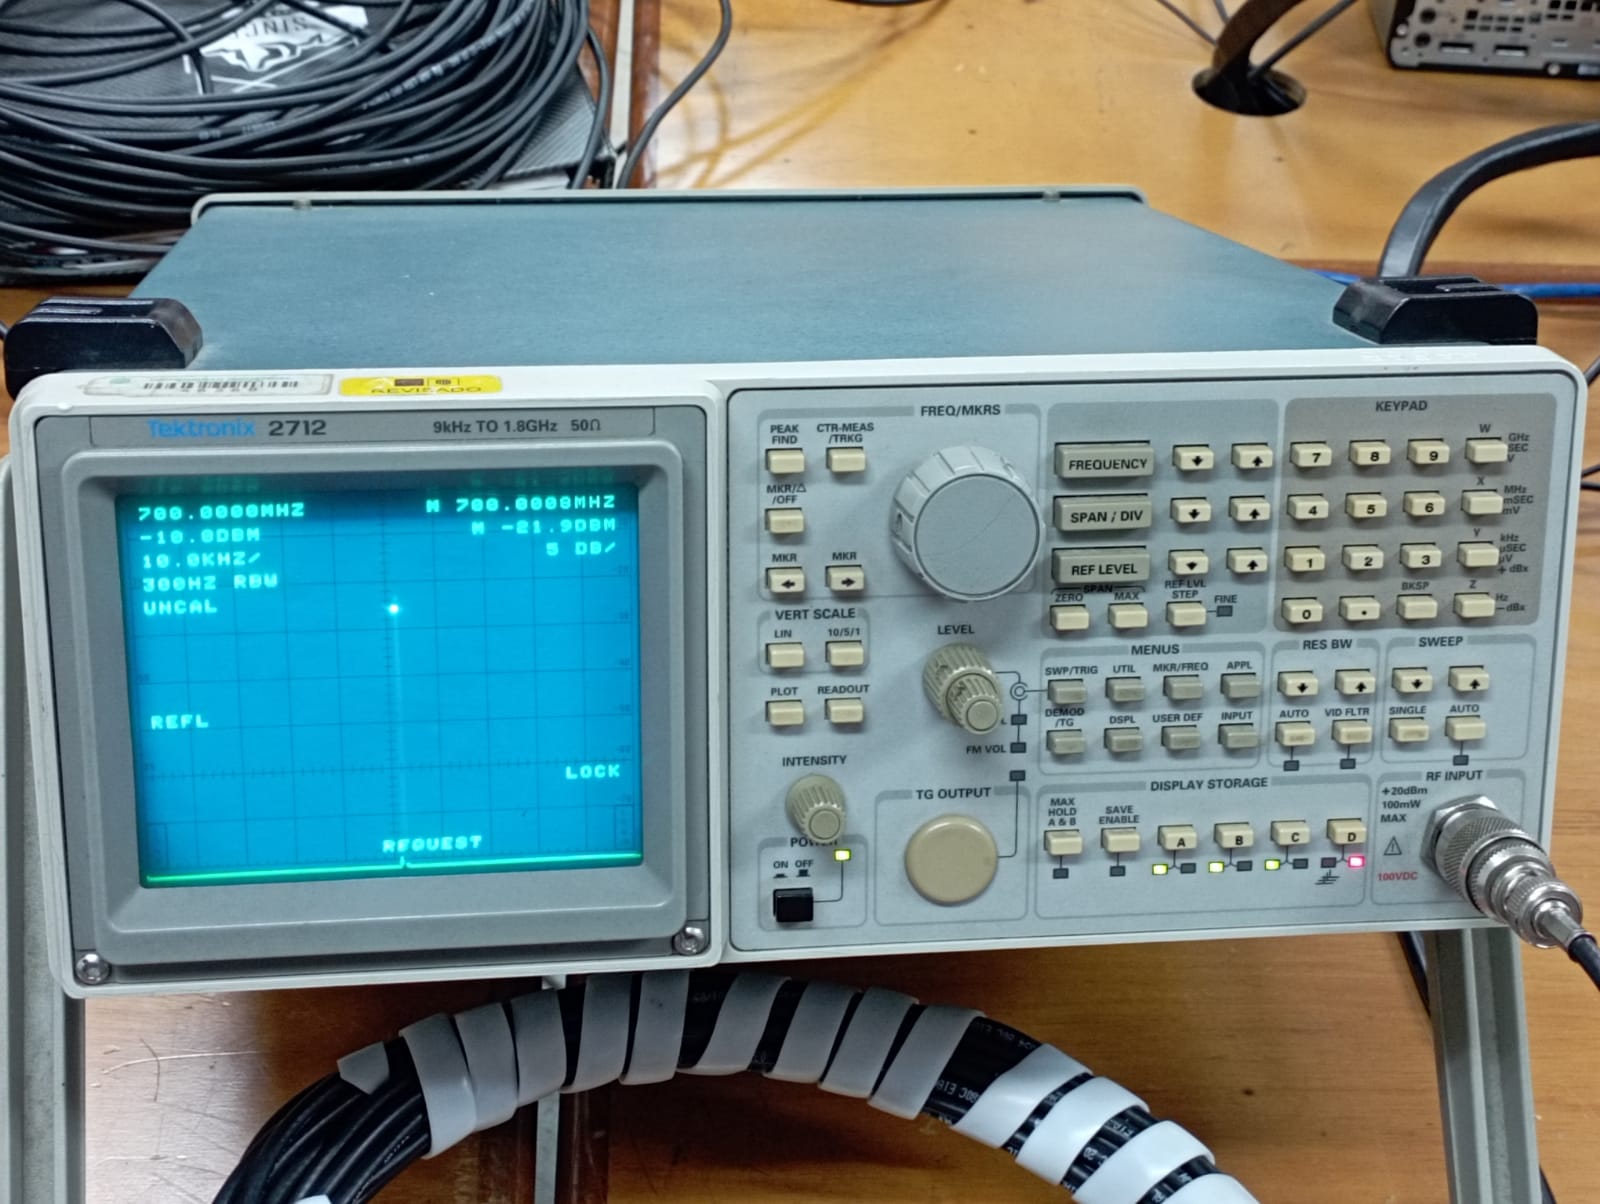 SINCL
REVISADO
Tektronix 2712
9kHz TO 1.8GHz 50Ω
700.0000MHZ
-10.0DBM
10.0KHZ/
300HZ RBW
UNCAL
M 700.0008MHZ
M -21.9DBM
5 DB/
REFL
LOCK
REQUEST
FREQ/MKRS
PEAK
FIND
CTR-MEAS
/TRKG
MKR/△
/OFF
MKR
←
MKR
→
VERT SCALE
LIN
10/5/1
PLOT
READOUT
INTENSITY
POWER
ON
OFF
LEVEL
FM VOL
TG OUTPUT
FREQUENCY
SPAN / DIV
REF LEVEL
SPAN
ZERO
MAX
REF LVL
STEP
FINE
KEYPAD
7
8
9
W
GHz
SEC
V
4
5
6
X
MHz
mSEC
mV
1
2
3
Y
kHz
µSEC
µV
+dBx
0
.
BKSP
Z
Hz
-dBx
MENUS
SWP/TRIG
UTIL
MKR/FREQ
APPL
DEMOD
/TG
DSPL
USER DEF
INPUT
RES BW
AUTO
VID FLTR
SWEEP
SINGLE
AUTO
DISPLAY STORAGE
MAX
HOLD
A & B
SAVE
ENABLE
A
B
C
D
RF INPUT
+20dBm
100mW
MAX
100VDC